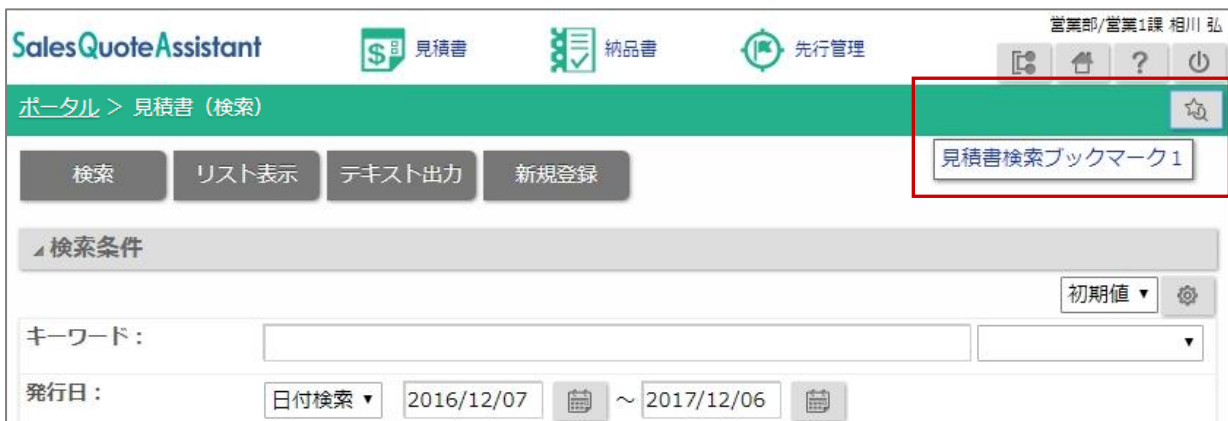 営業部/営業1課 相川 弘
SalesQuoteAssistant 見積書 納品書 先行管理
?
ポータル > 見積書（検索）
見積書検索ブックマーク1
検索 リスト表示 テキスト出力 新規登録
検索条件
初期値
キーワード：
発行日： 日付検索 2016/12/07 ～ 2017/12/06